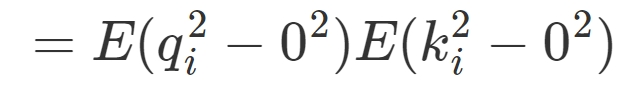 = E(q_i^2 − 0^2)E(k_i^2 − 0^2)